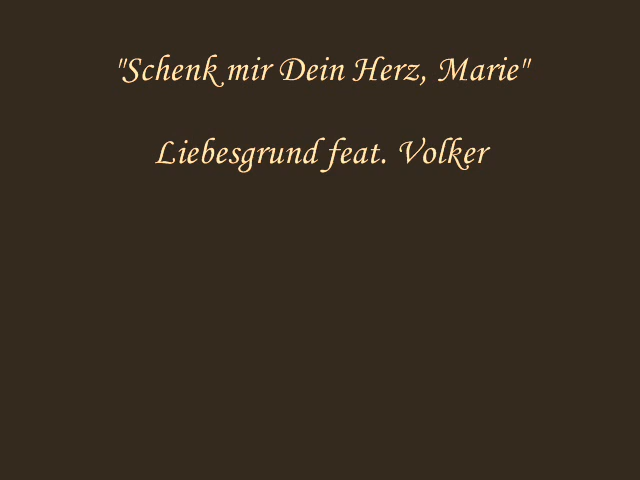 "Schenk mir Dein Herz, Marie"
Liebesgrund feat. Volker